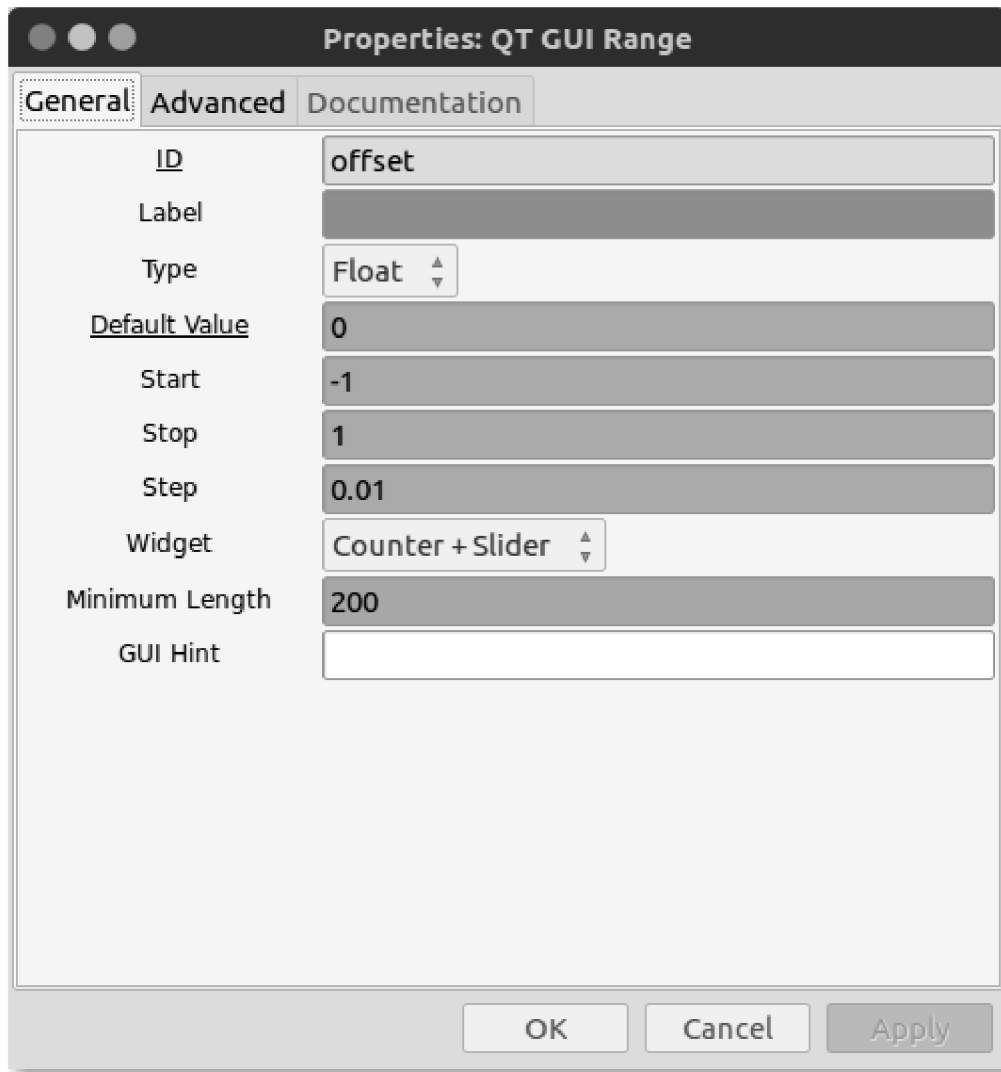 Properties: QT GUI Range
General Advanced Documentation
ID offset
Label
Type Float
Default Value 0
Start -1
Stop 1
Step 0.01
Widget Counter + Slider
Minimum Length 200
GUI Hint
OK Cancel Apply